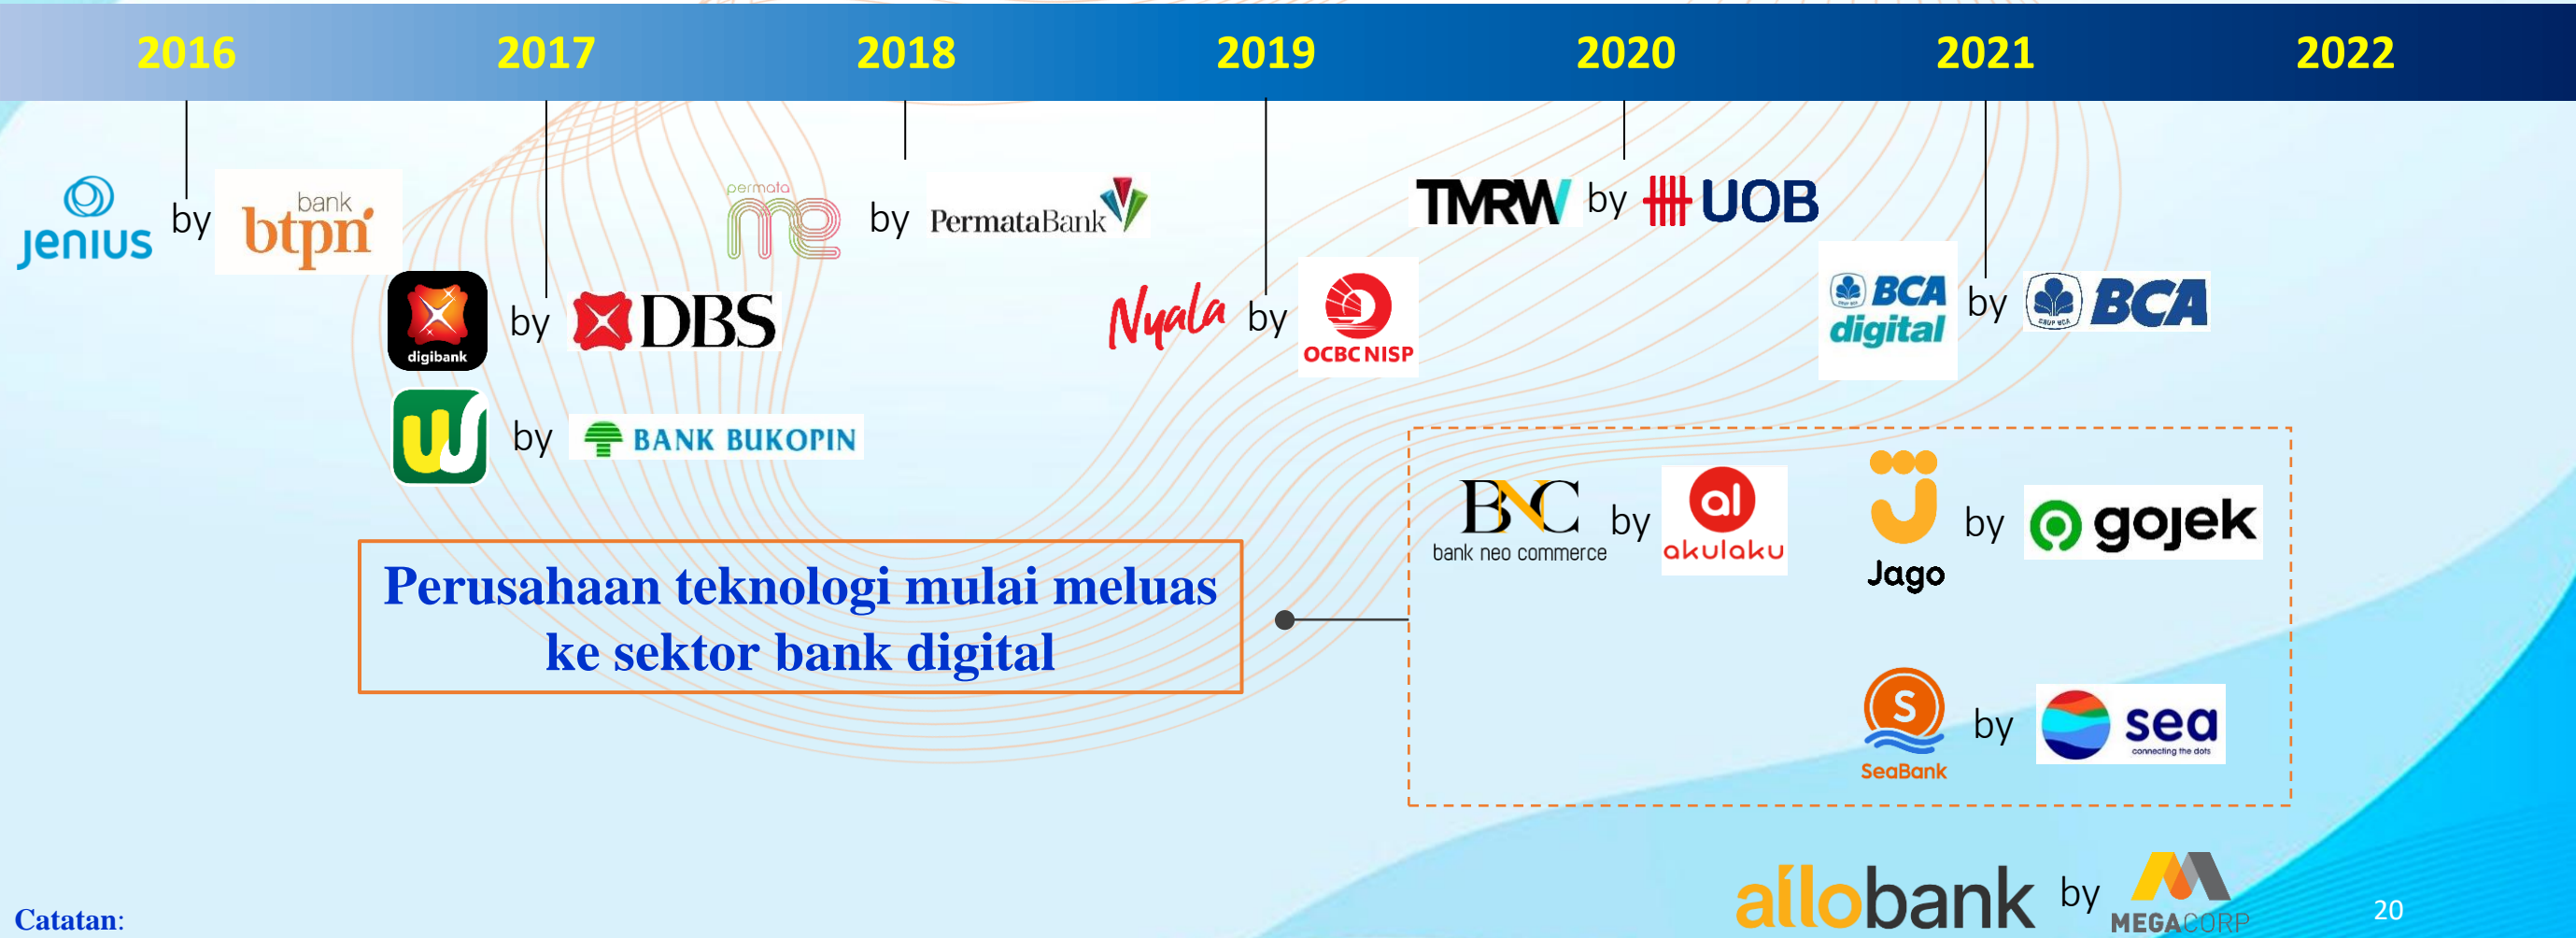 2016 2017 2018 2019 2020 2021 2022
Jenius by bank btpn
digibank by DBS
W by BANK BUKOPIN
permata me by PermataBank
Nyala by OCBC NISP
TMRW by UOB
BCA digital by GRUP BCA BCA
Perusahaan teknologi mulai meluas
ke sektor bank digital
BNC
bank neo commerce
by
al
akulaku
Jago
by
gojek
S
SeaBank
by
sea
connecting the dots
allobank by MEGACORP
Catatan:
20